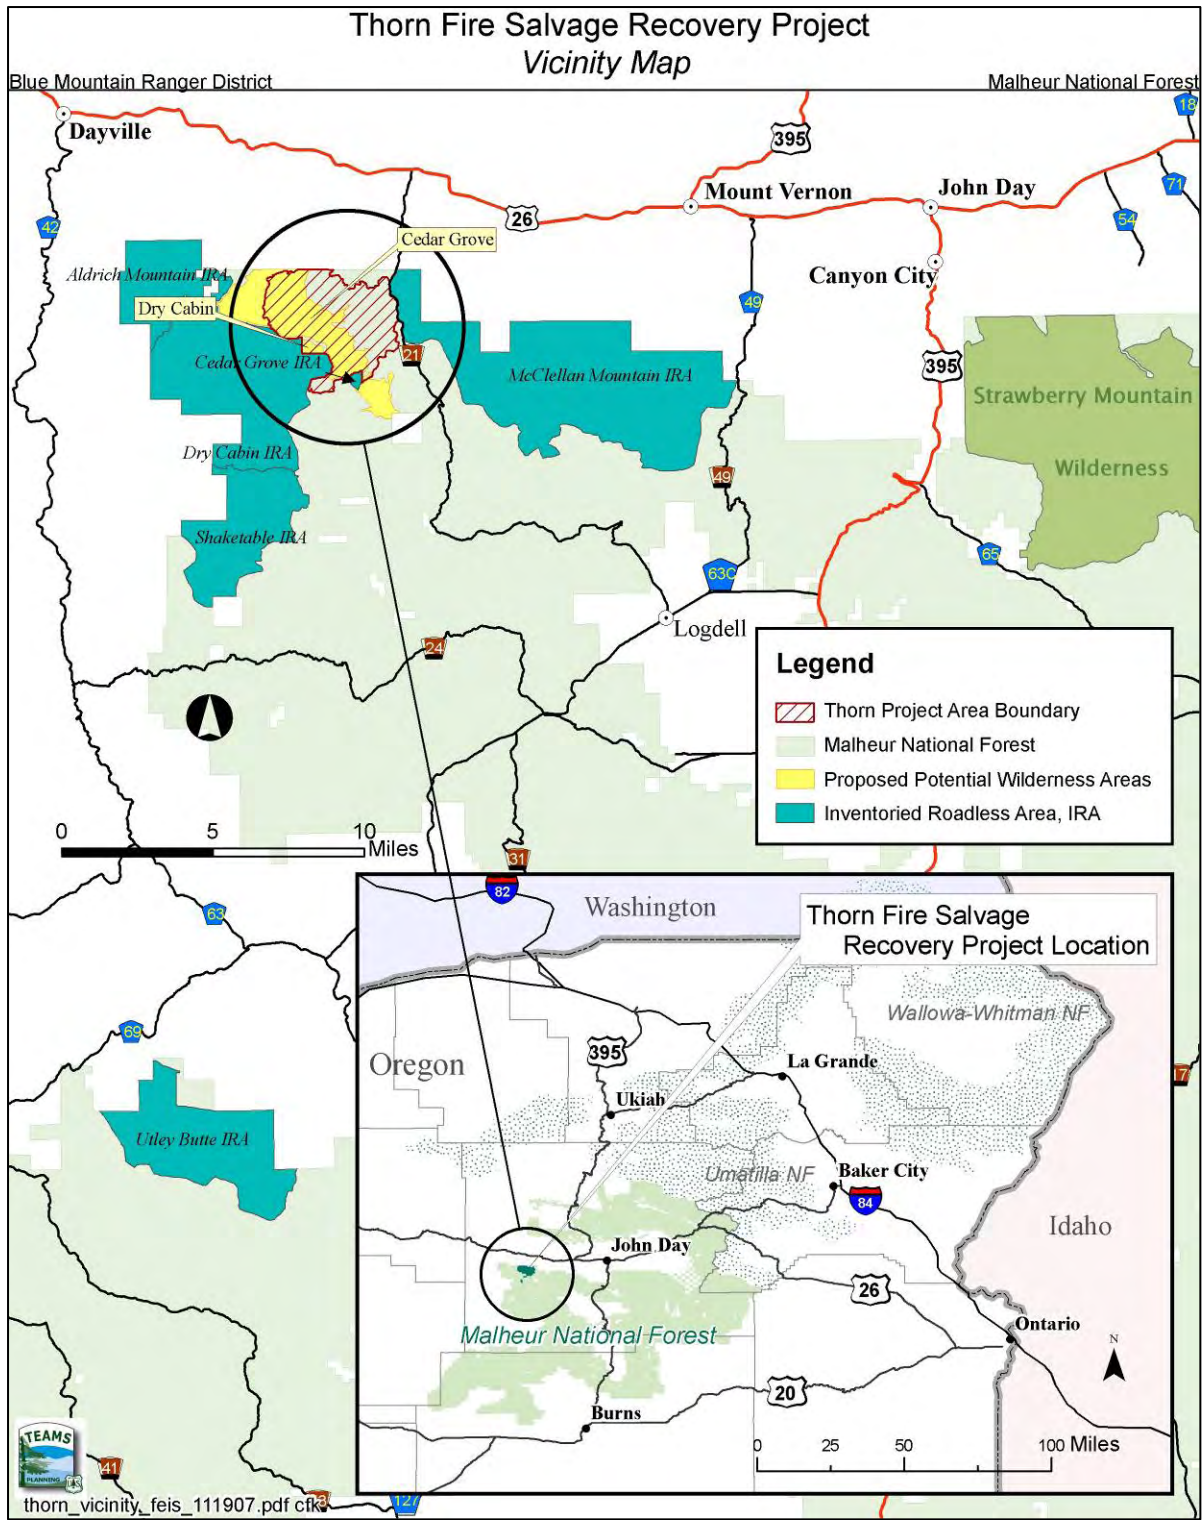 Thorn Fire Salvage Recovery Project
Vicinity Map
Blue Mountain Ranger District
Malheur National Forest
18
Dayville
395
Mount Vernon
John Day
71
54
42
26
Cedar Grove
Canyon City
Aldrich Mountain IRA
Dry Cabin
49
21
Cedar Grove IRA
McClellan Mountain IRA
395
Strawberry Mountain
Wilderness
Dry Cabin IRA
49
Shaketable IRA
65
63C
Logdell
24
Legend
Thorn Project Area Boundary
Malheur National Forest
Proposed Potential Wilderness Areas
Inventoried Roadless Area, IRA
0 5 10
Miles
31
82
Washington
Thorn Fire Salvage
Recovery Project Location
63
Wallowa-Whitman NF
69
395
Oregon
La Grande
17
Ukiah
Utley Butte IRA
Umatilla NF
Baker City
84
Idaho
John Day
26
Ontario
Malheur National Forest
N
20
Burns
TEAMS
PLANNING
0 25 50 100 Miles
41
thorn_vicinity_feis_111907.pdf cfk
127